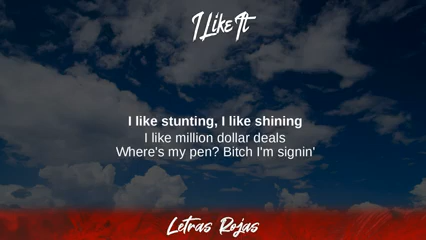 I Like It
I like stunting, I like shining
I like million dollar deals
Where's my pen? Bitch I'm signin'
Letras Rojas